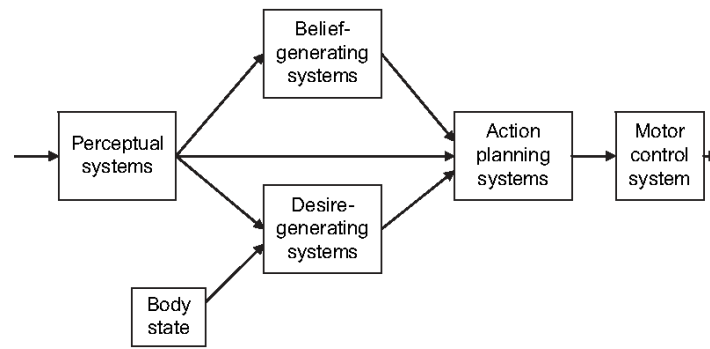 Belief-
generating
systems
Perceptual
systems
Action
planning
systems
Motor
control
system
Desire-
generating
systems
Body
state